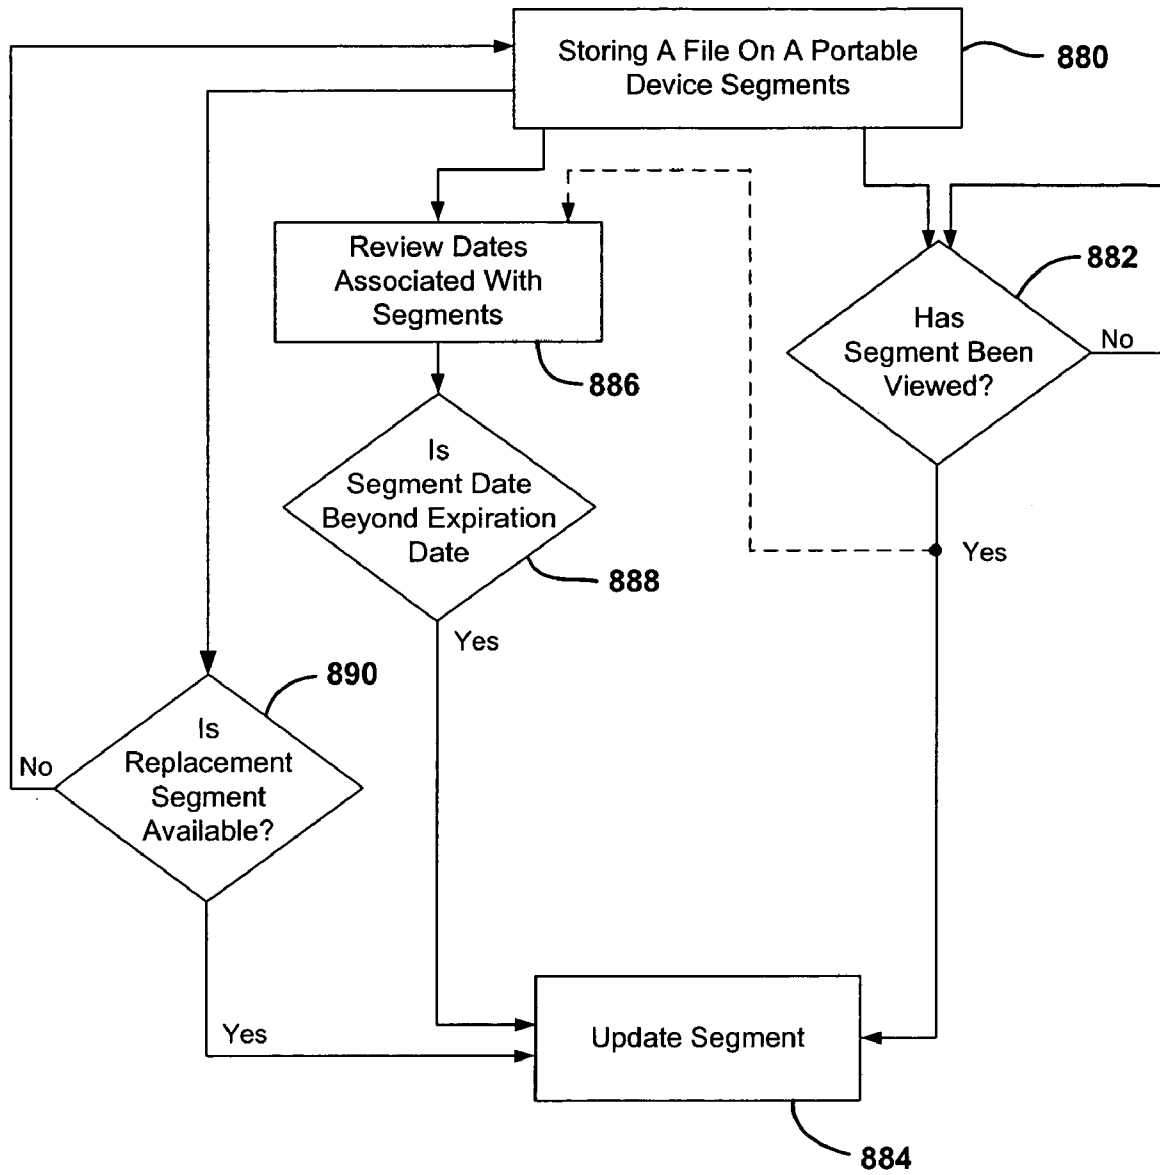 Storing A File On A Portable
Device Segments
880
Review Dates
Associated With
Segments
886
882
Has
Segment Been
Viewed?
No
Is
Segment Date
Beyond Expiration
Date
888
Yes
Yes
890
Is
Replacement
Segment
Available?
No
Yes
Update Segment
884